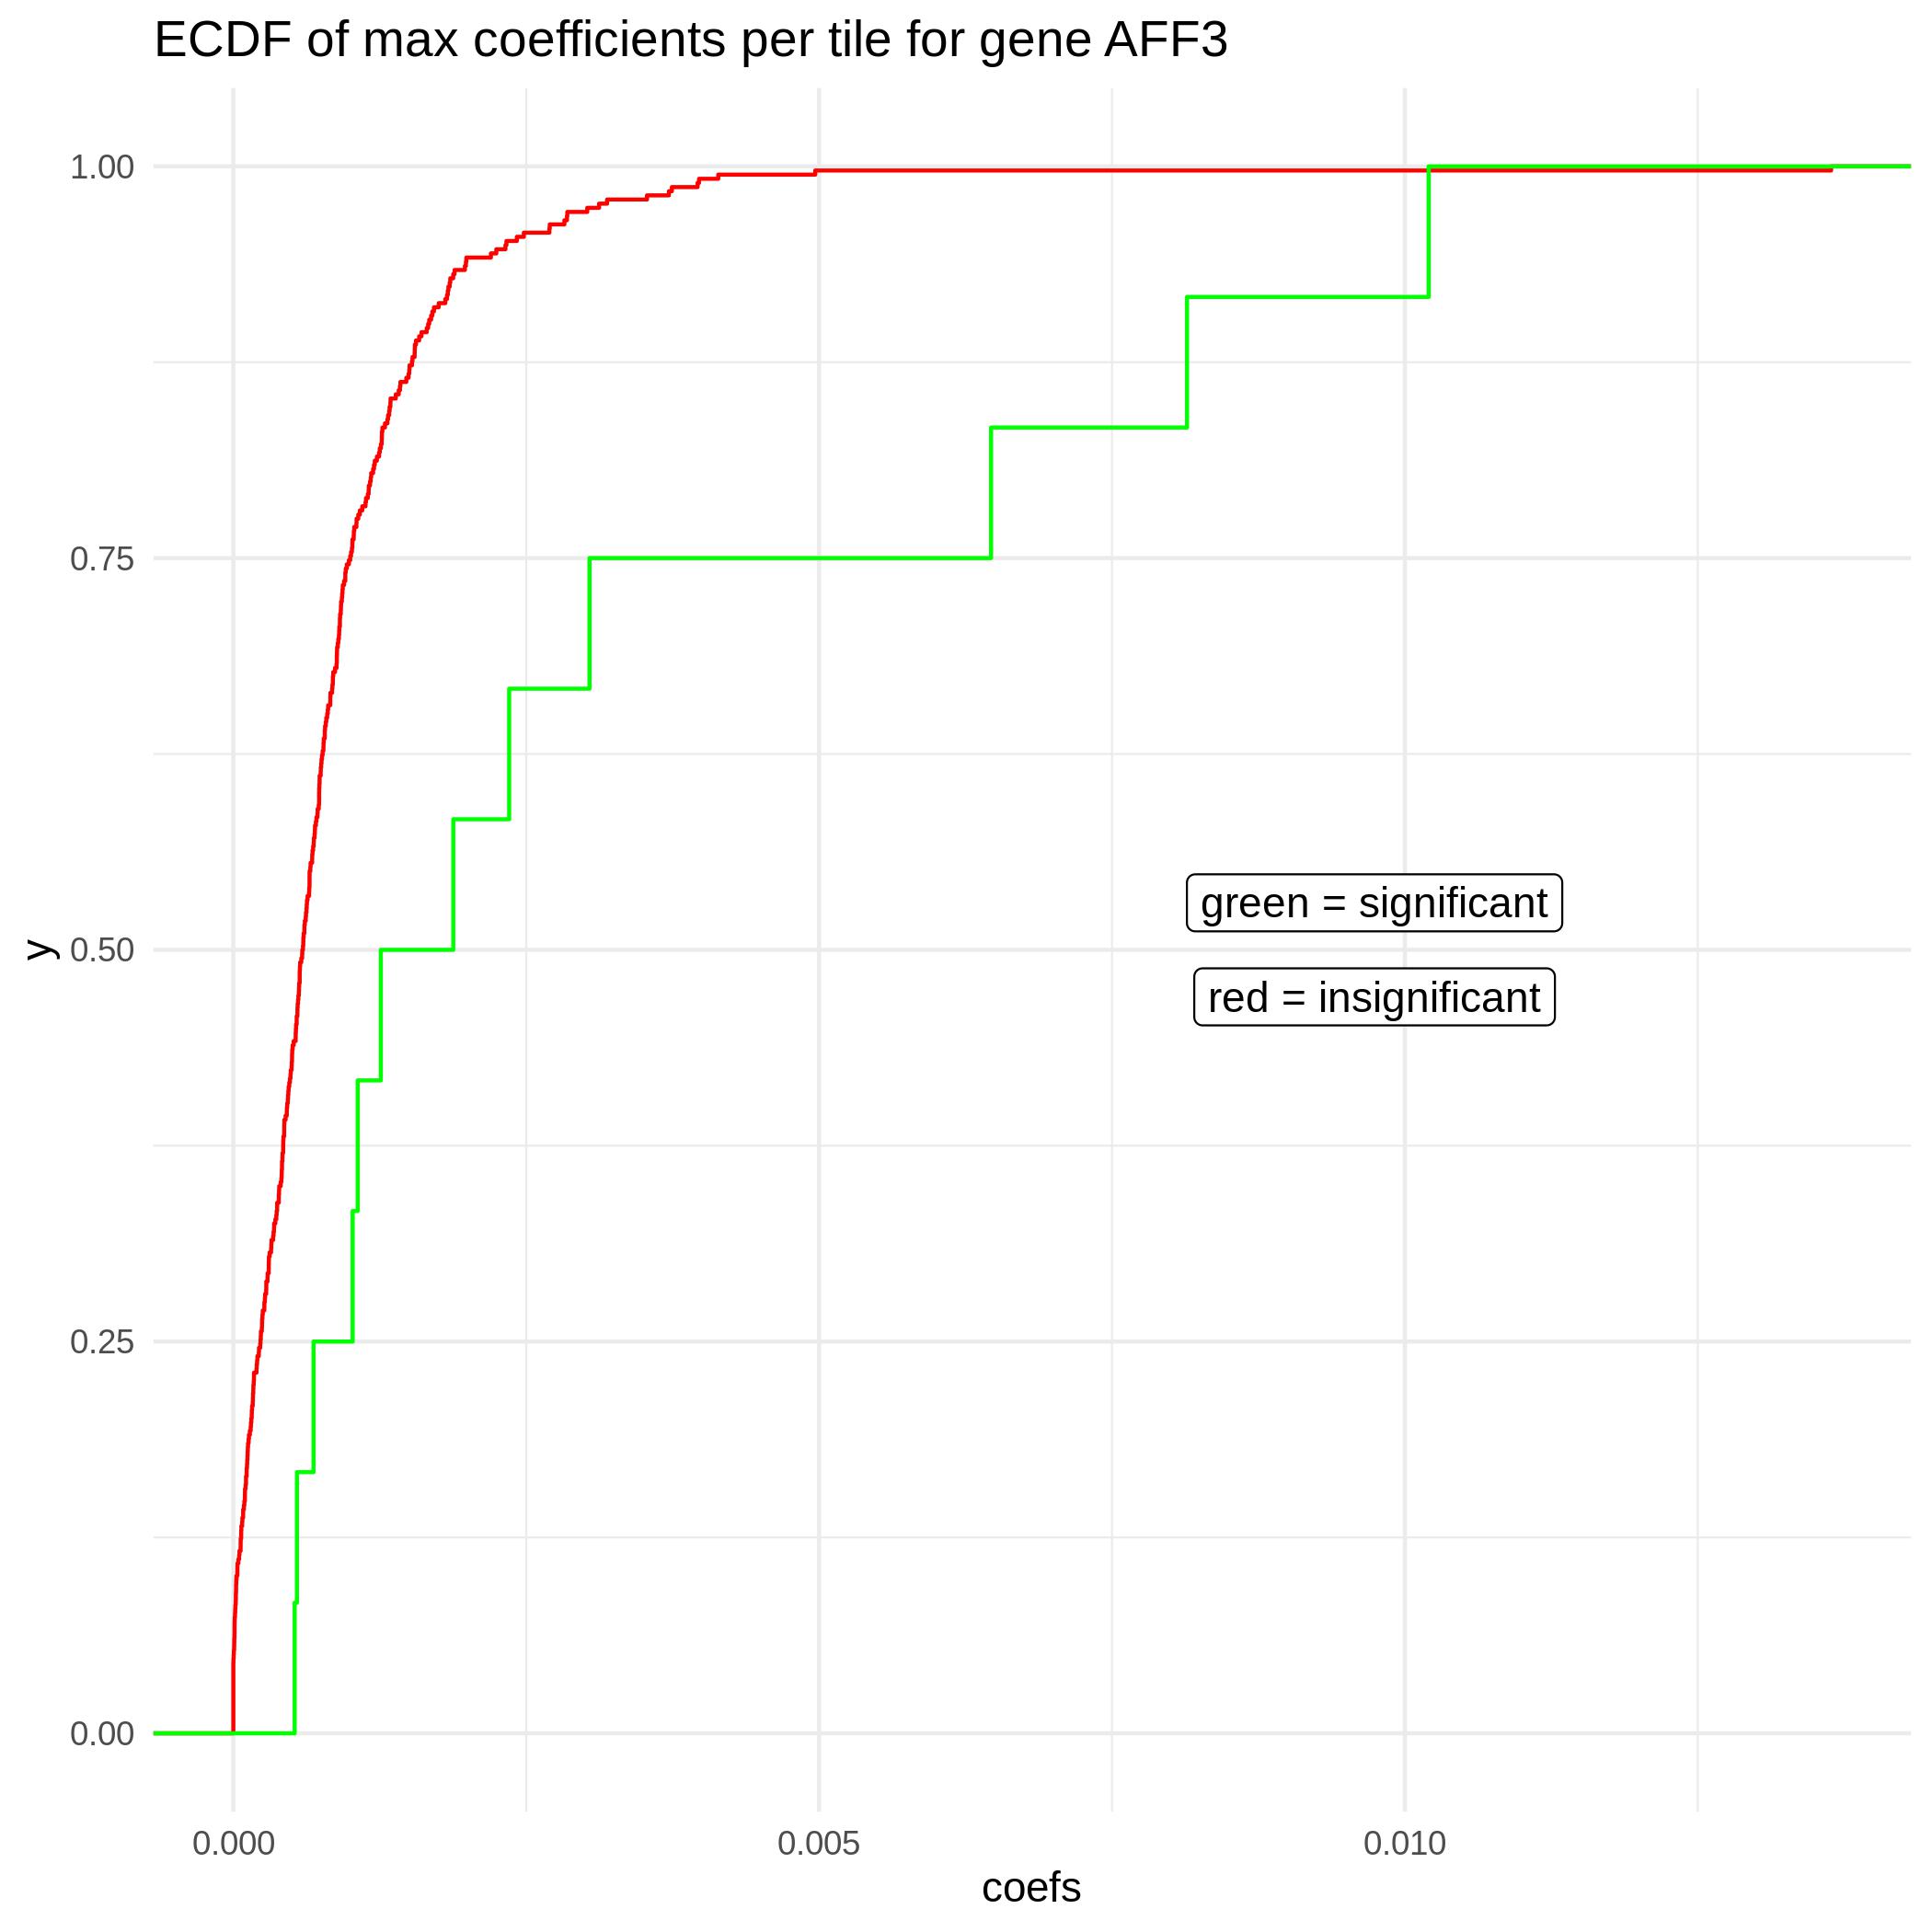 ECDF of max coefficients per tile for gene AFF3
1.00
0.75
0.50
0.25
0.00
y
green = significant
red = insignificant
0.000 0.005 0.010
coefs